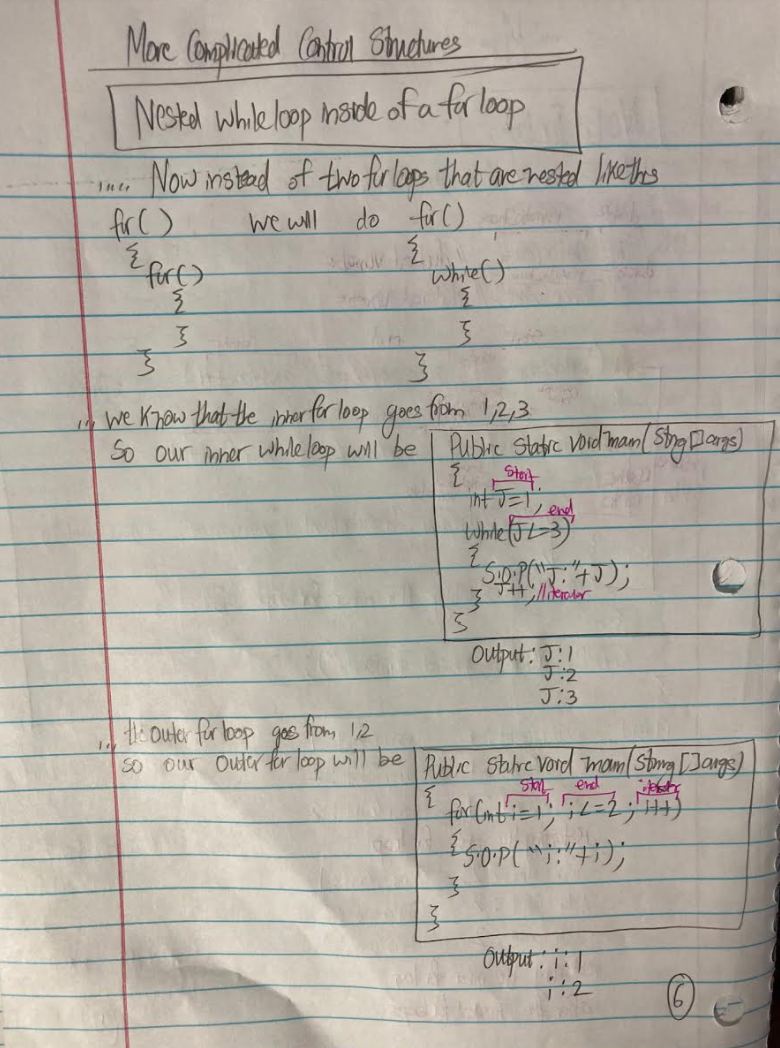 More Complicated Control Structures
Nested while loop inside of a for loop
Now instead of two for loops that are nested like this
for() we will do for()
{ {
for() while()
{ {
} }
} }
we know that the inner for loop goes from 1,2,3
So our inner while loop will be
Public static void main(String[]args)
{
start
int J=1;
end
while(J<=3)
{
S.O.P("J:"+J);
J++; //iterator
}
}
Output: J:1
J:2
J:3
the outer for loop goes from 1,2
so our outer for loop will be
Public static void main(String[]args)
{
start end iterator
for(int i=1; i<=2; i++)
{
S.O.P("i:"+i);
}
}
Output: i:1
i:2
6